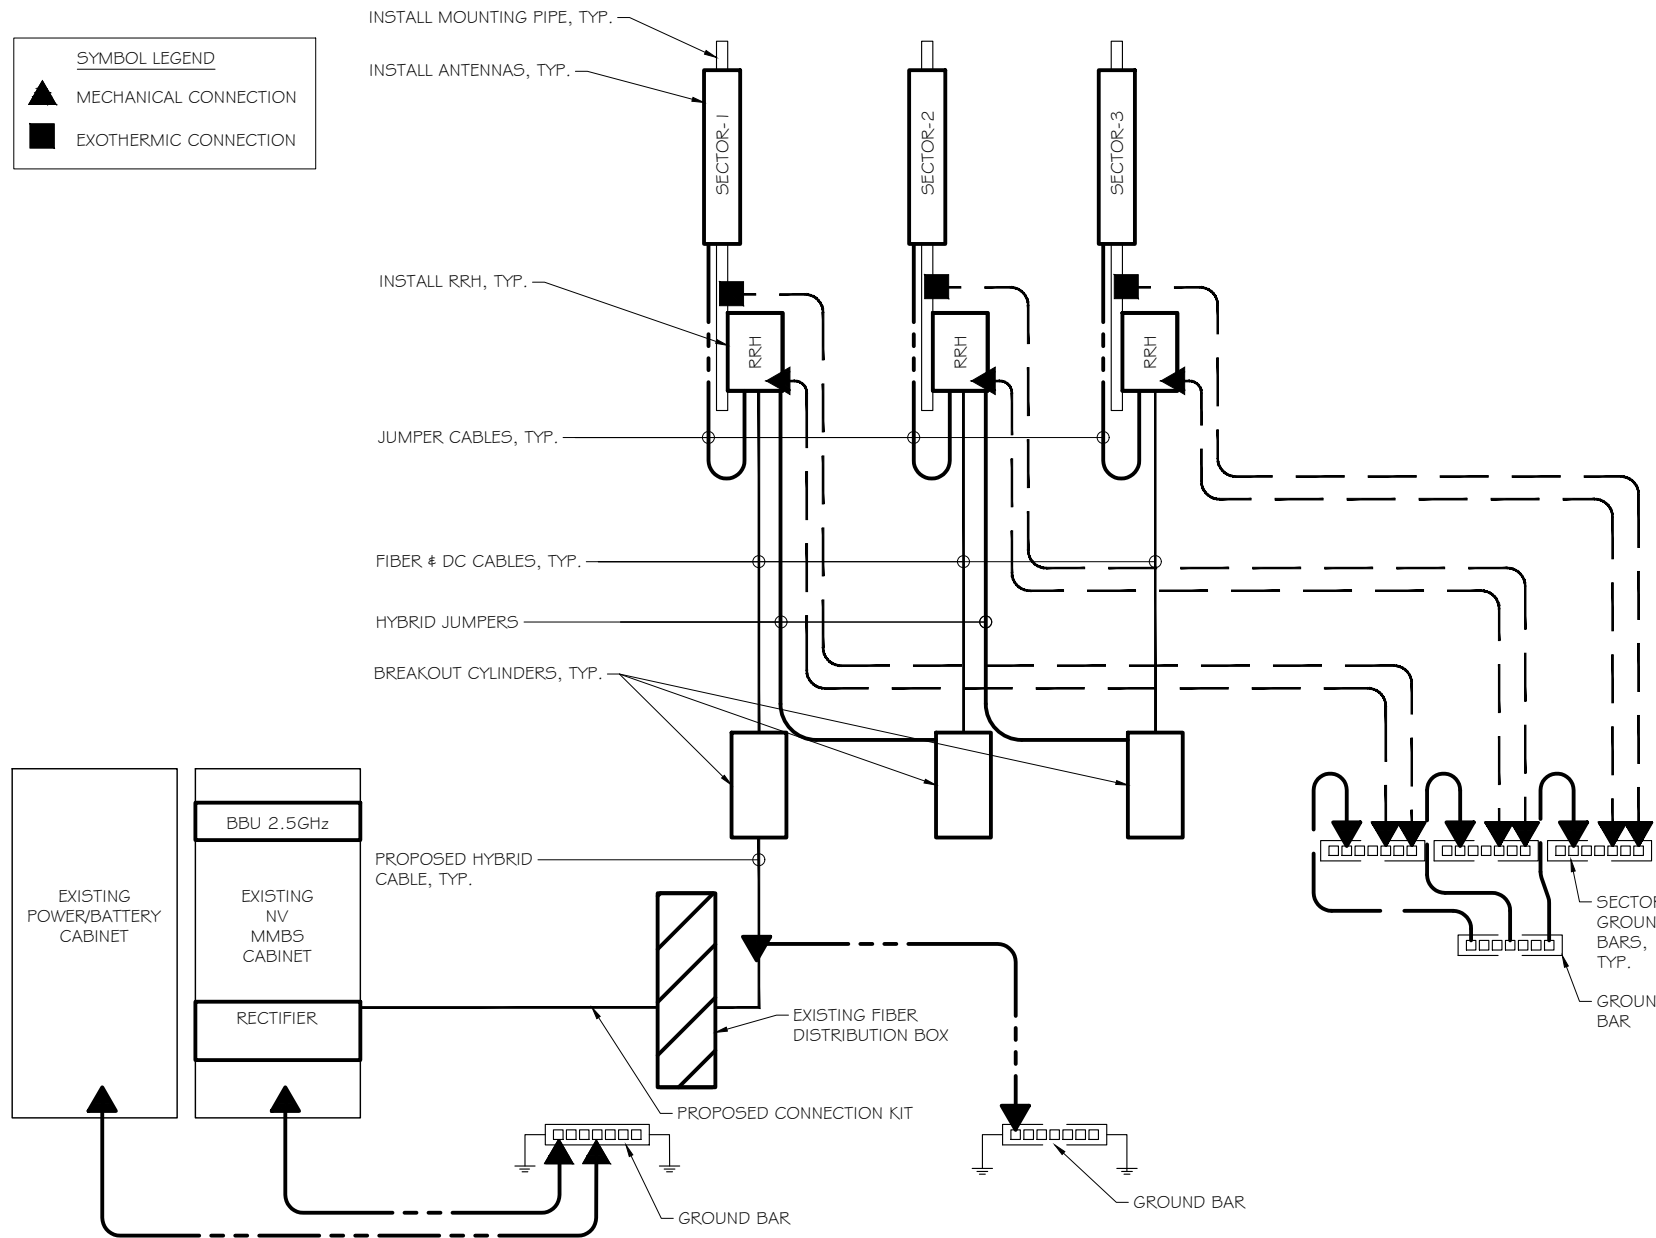 INSTALL MOUNTING PIPE, TYP.
SYMBOL LEGEND
INSTALL ANTENNAS, TYP.
MECHANICAL CONNECTION
EXOTHERMIC CONNECTION
SECTOR-1
SECTOR-2
SECTOR-3
INSTALL RRH, TYP.
RRH
RRH
RRH
JUMPER CABLES, TYP.
FIBER & DC CABLES, TYP.
HYBRID JUMPERS
BREAKOUT CYLINDERS, TYP.
BBU 2.5GHz
PROPOSED HYBRID
CABLE, TYP.
EXISTING
POWER/BATTERY
CABINET
EXISTING
NV
MMBS
CABINET
SECTO
GROUN
BARS,
TYP.
RECTIFIER
EXISTING FIBER
DISTRIBUTION BOX
GROUN
BAR
PROPOSED CONNECTION KIT
GROUND BAR
GROUND BAR